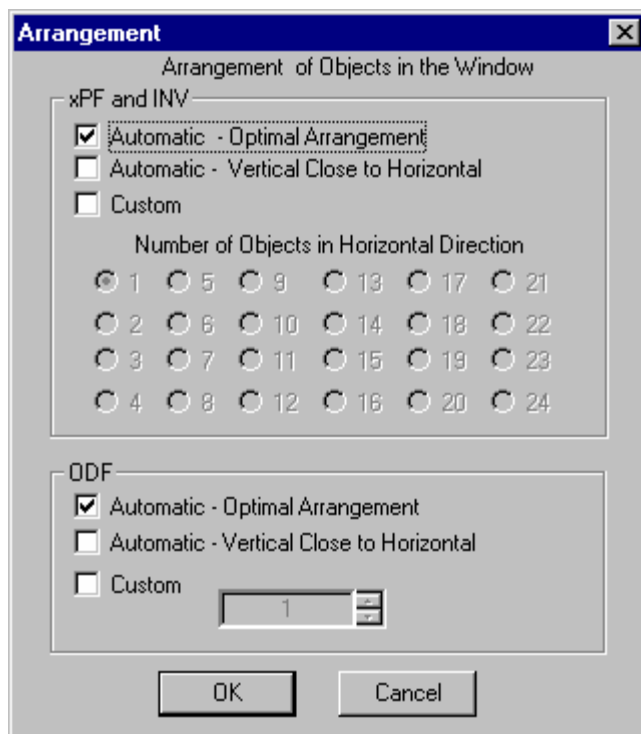 Arrangement
Arrangement of Objects in the Window
xPF and INV
Automatic - Optimal Arrangement
Automatic - Vertical Close to Horizontal
Custom
Number of Objects in Horizontal Direction
1 5 9 13 17 21
2 6 10 14 18 22
3 7 11 15 19 23
4 8 12 16 20 24
ODF
Automatic - Optimal Arrangement
Automatic - Vertical Close to Horizontal
Custom
1
OK Cancel